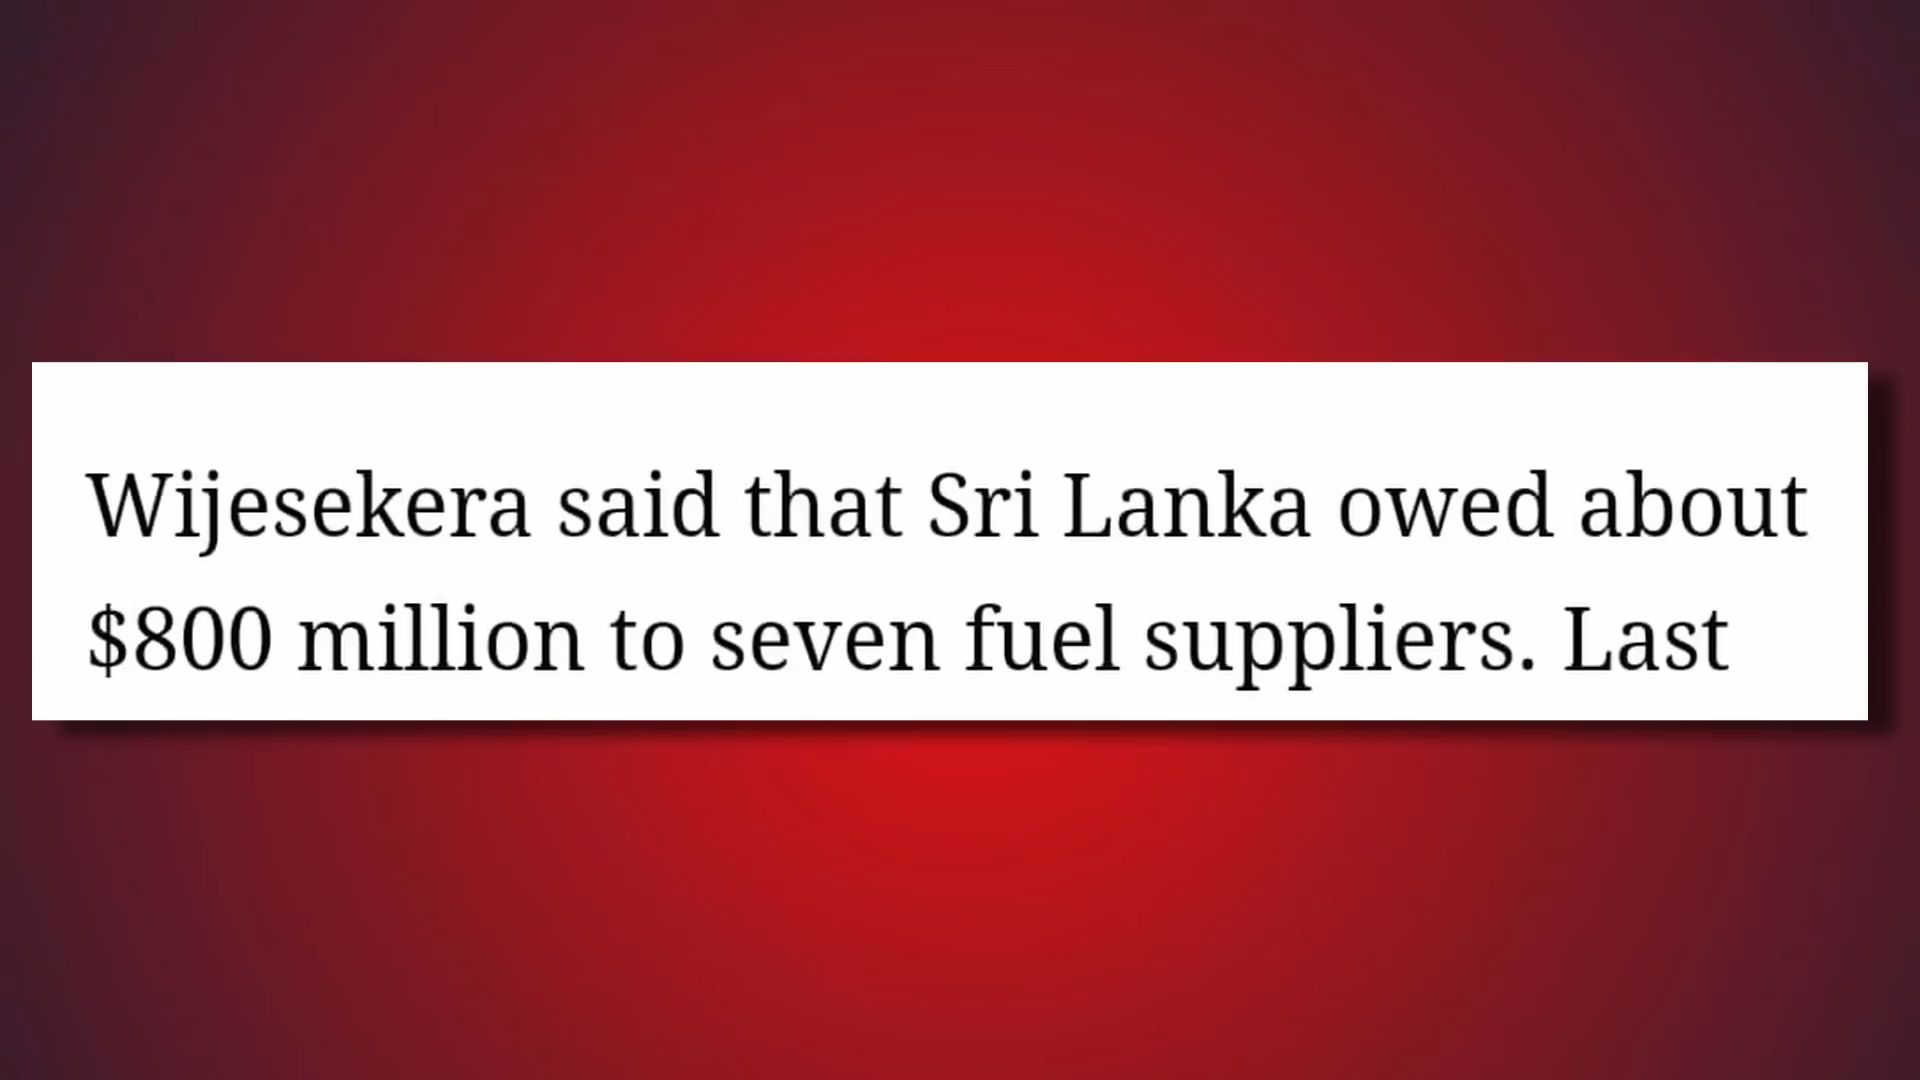 Wijesekera said that Sri Lanka owed about
$800 million to seven fuel suppliers. Last